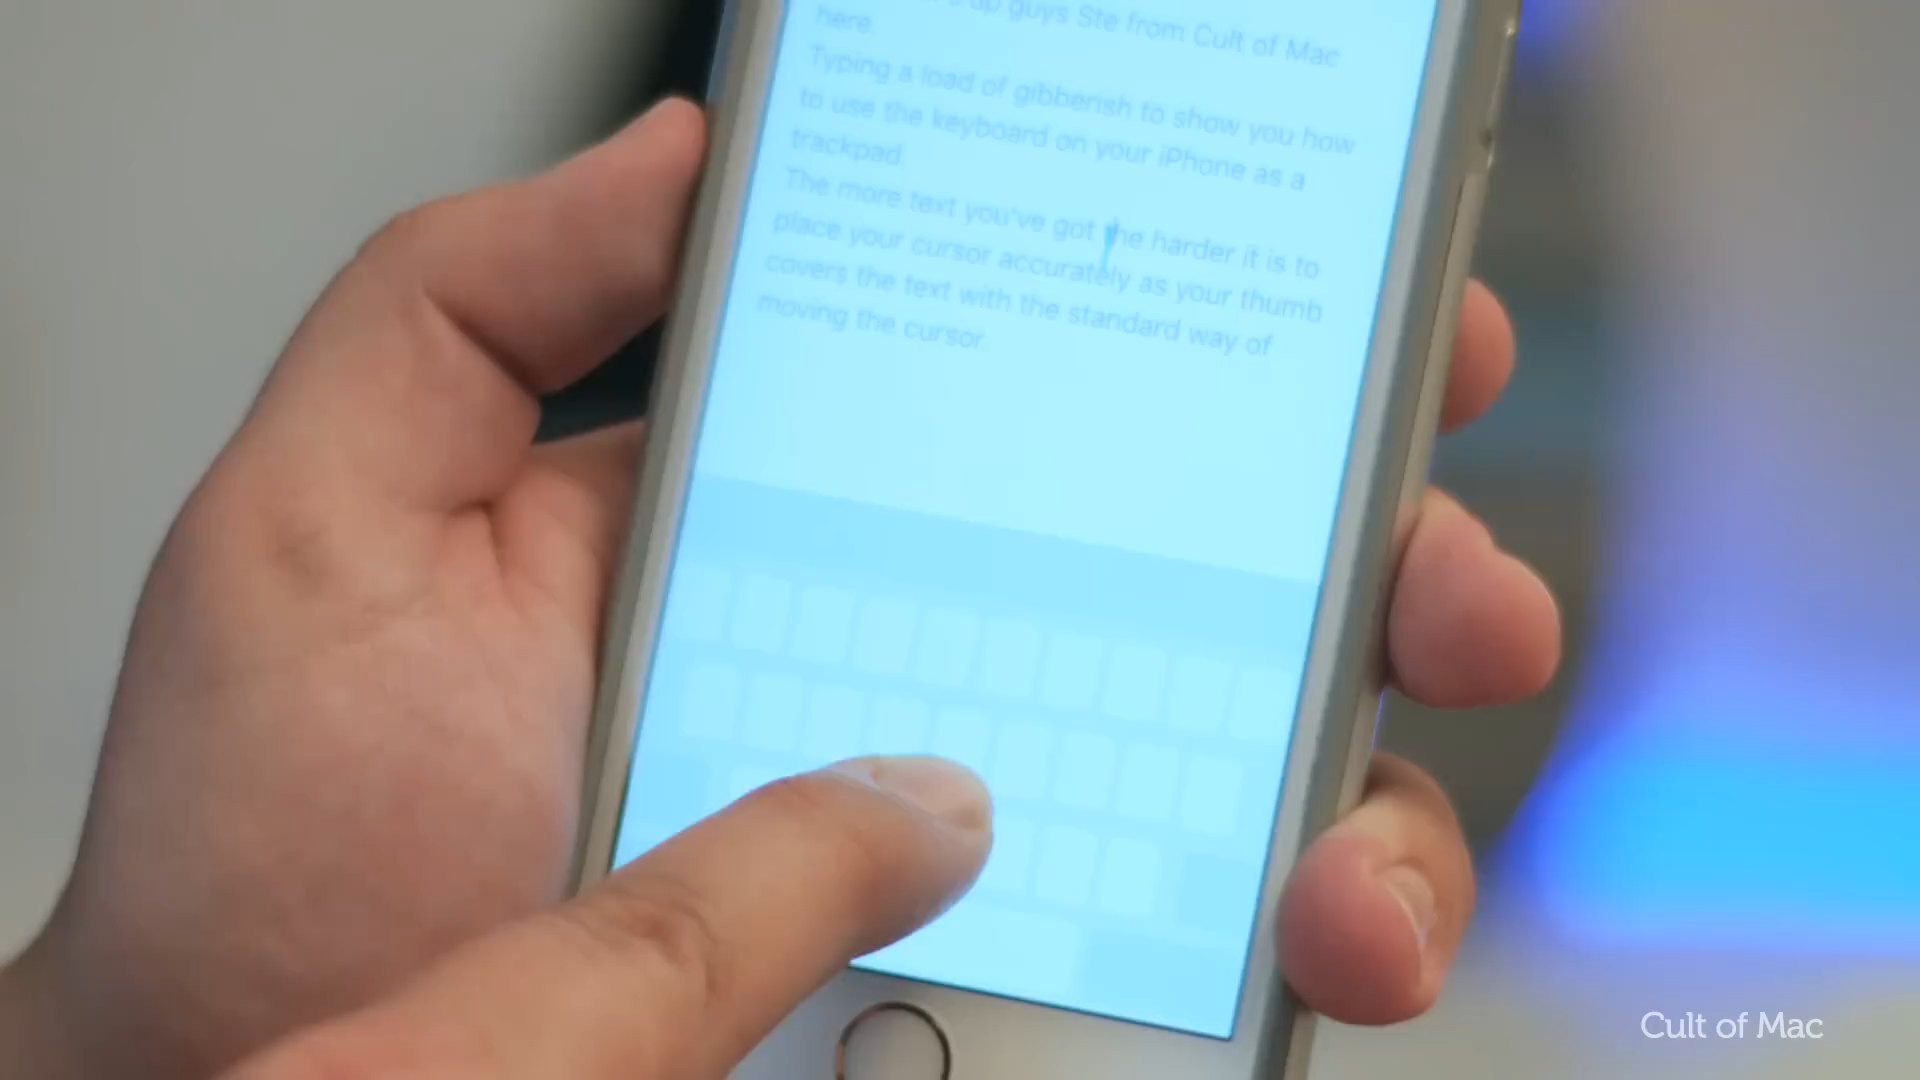 up guys Ste from Cult of Mac
here.
Typing a load of gibberish to show you how
to use the keyboard on your iPhone as a
trackpad.
The more text you've got the harder it is to
place your cursor accurately as your thumb
covers the text with the standard way of
moving the cursor.
Cult of Mac